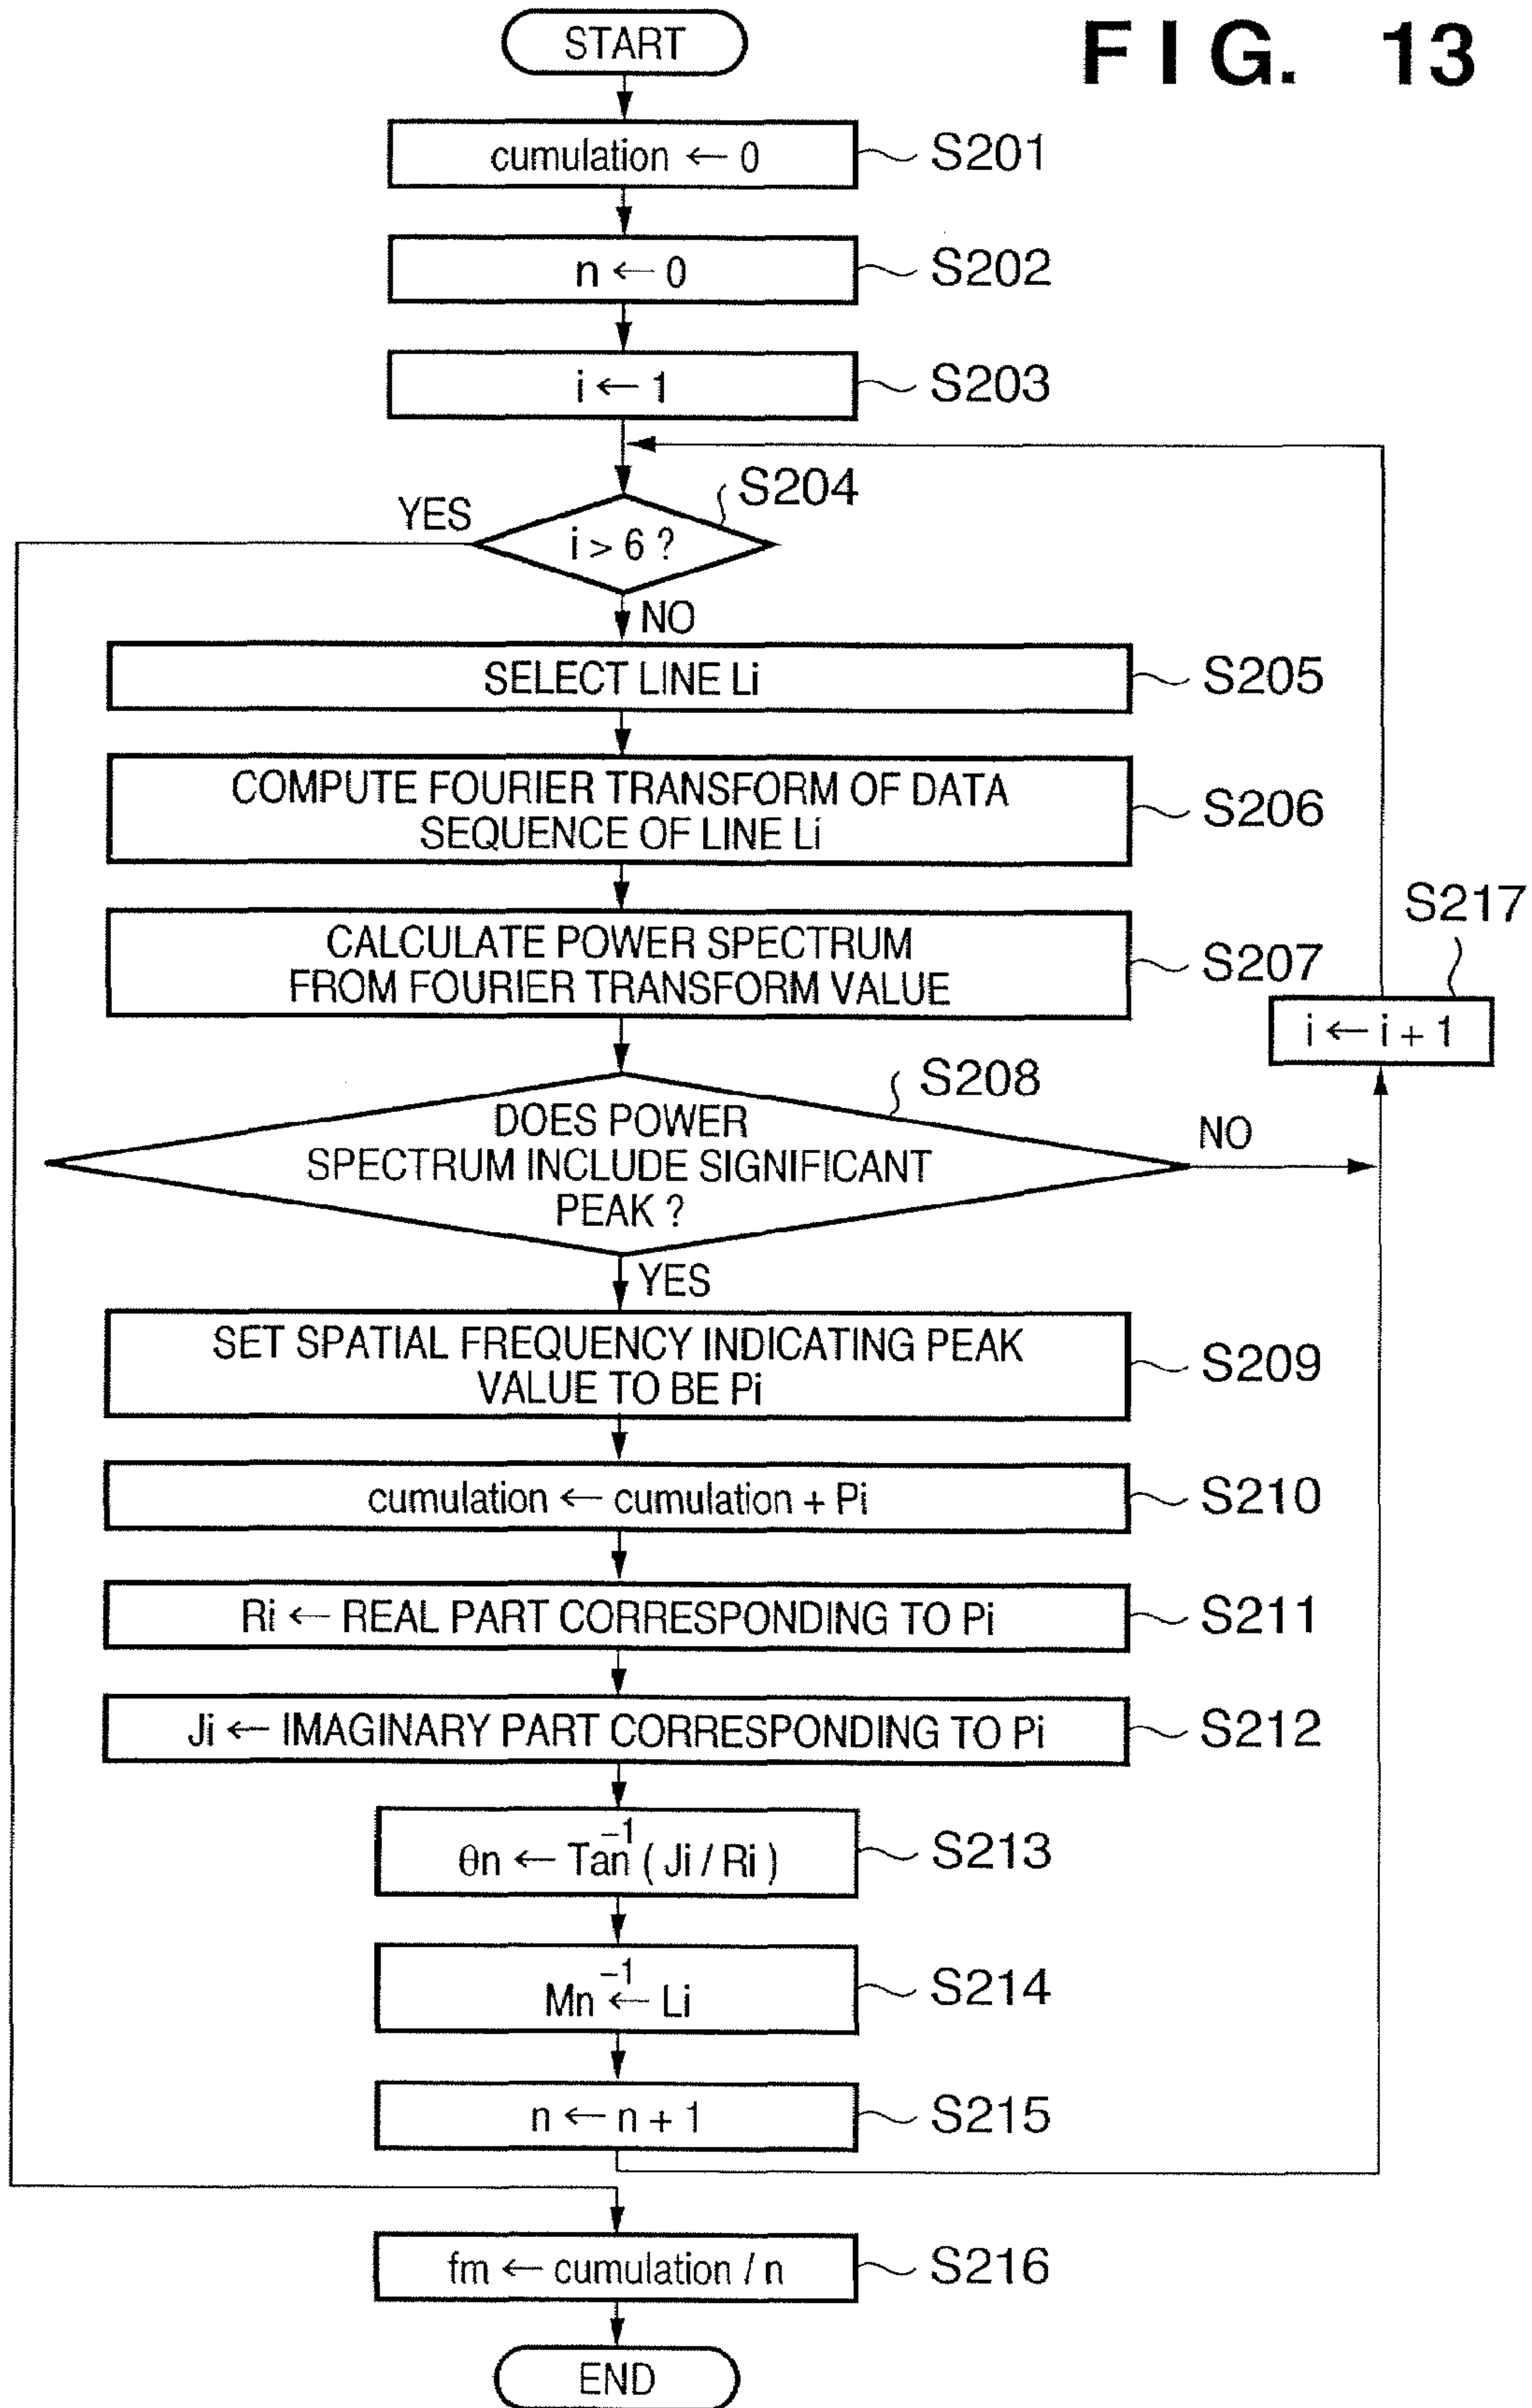 FIG. 13
START
cumulation ← 0
S201
n ← 0
S202
i ← 1
S203
S204
YES
i > 6 ?
NO
SELECT LINE Li
S205
COMPUTE FOURIER TRANSFORM OF DATA
SEQUENCE OF LINE Li
S206
CALCULATE POWER SPECTRUM
FROM FOURIER TRANSFORM VALUE
S207
S217
i ← i + 1
S208
DOES POWER
SPECTRUM INCLUDE SIGNIFICANT
PEAK ?
NO
YES
SET SPATIAL FREQUENCY INDICATING PEAK
VALUE TO BE Pi
S209
cumulation ← cumulation + Pi
S210
Ri ← REAL PART CORRESPONDING TO Pi
S211
Ji ← IMAGINARY PART CORRESPONDING TO Pi
S212
θn ← Tan⁻¹ ( Ji / Ri )
S213
Mn⁻¹ ← Li
S214
n ← n + 1
S215
fm ← cumulation / n
S216
END